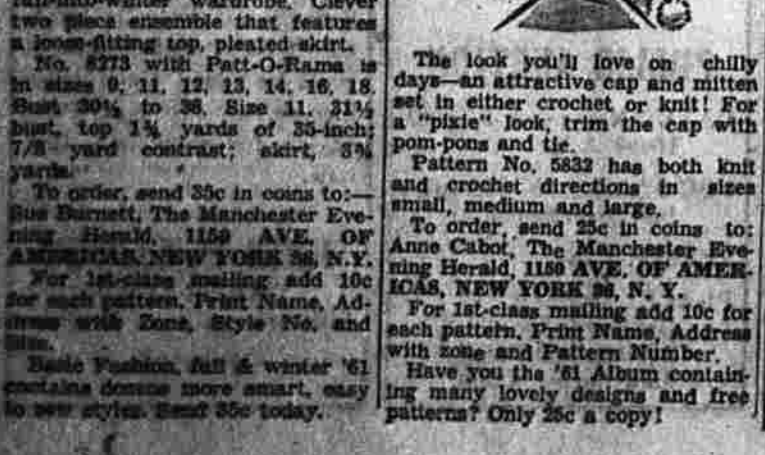 fall-into-winter wardrobe. Clever
two piece ensemble that features
a loose-fitting top, pleated skirt.
No. 8273 with Patt-O-Rama is
in sizes 9, 11, 12, 13, 14, 16, 18.
Bust 30½ to 38. Size 11, 31½
bust, top 1¾ yards of 35-inch;
7/8 yard contrast; skirt, 3¾
yards.
To order, send 35c in coins to:—
Sue Burnett, The Manchester Eve-
ning Herald, 1150 AVE. OF
AMERICAS, NEW YORK 36, N.Y.
For 1st-class mailing add 10c
for each pattern. Print Name, Ad-
dress with Zone, Style No. and
Size.
Basic Fashion, fall & winter '61
contains dozens more smart, easy
to sew styles. Send 35c today.
The look you'll love on chilly
days—an attractive cap and mitten
set in either crochet or knit! For
a "pixie" look, trim the cap with
pom-pons and tie.
Pattern No. 5832 has both knit
and crochet directions in sizes
small, medium and large.
To order, send 25c in coins to:
Anne Cabot, The Manchester Eve-
ning Herald, 1150 AVE. OF AMER-
ICAS, NEW YORK 36, N. Y.
For 1st-class mailing add 10c for
each pattern. Print Name, Address
with zone and Pattern Number.
Have you the '61 Album contain-
ing many lovely designs and free
patterns? Only 25c a copy!